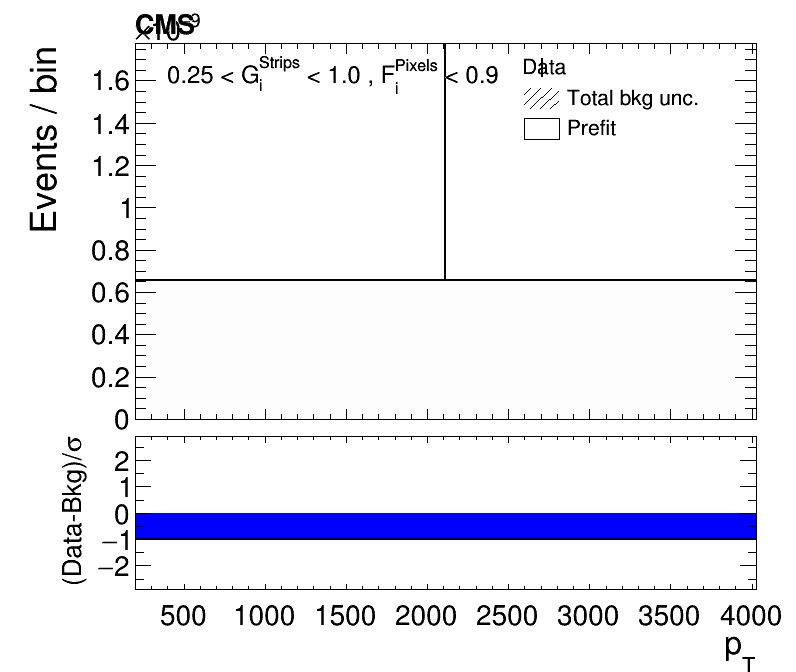 CMS
×10⁻⁹
Events / bin
0.25 < G_i^Strips < 1.0 , F_i^Pixels < 0.9
Data
Total bkg unc.
Prefit
1.6
1.4
1.2
1
0.8
0.6
0.4
0.2
0
(Data-Bkg)/σ
2
1
0
−1
−2
500 1000 1500 2000 2500 3000 3500 4000
p_T